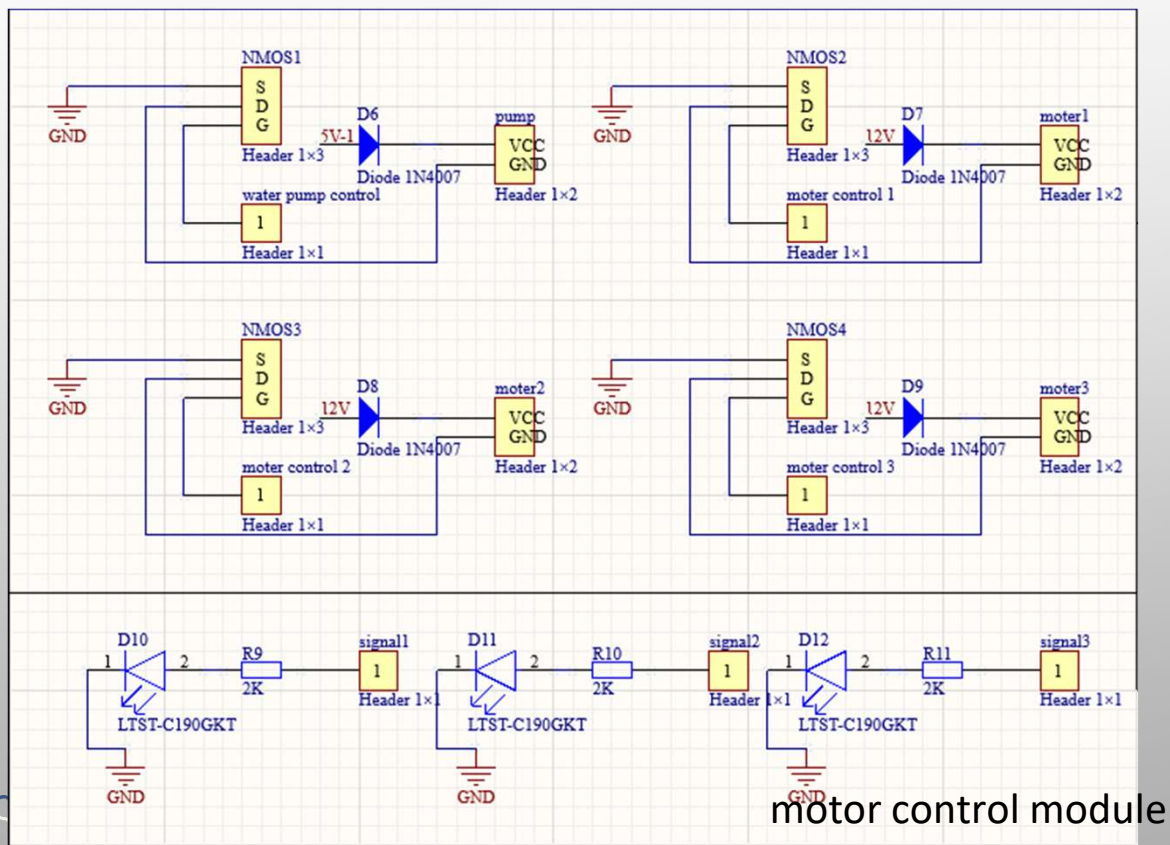 NMOS1
S
D
G
Header 1×3
GND
5V-1
D6
Diode 1N4007
pump
VCC
GND
Header 1×2
water pump control
1
Header 1×1
NMOS2
S
D
G
Header 1×3
GND
12V
D7
Diode 1N4007
moter1
VCC
GND
Header 1×2
moter control 1
1
Header 1×1
NMOS3
S
D
G
Header 1×3
GND
12V
D8
Diode 1N4007
moter2
VCC
GND
Header 1×2
moter control 2
1
Header 1×1
NMOS4
S
D
G
Header 1×3
GND
12V
D9
Diode 1N4007
moter3
VCC
GND
Header 1×2
moter control 3
1
Header 1×1
D10
1
2
LTST-C190GKT
GND
R9
2K
signal1
1
Header 1×1
D11
1
2
LTST-C190GKT
GND
R10
2K
signal2
1
Header 1×1
D12
1
2
LTST-C190GKT
GND
R11
2K
signal3
1
Header 1×1
motor control module